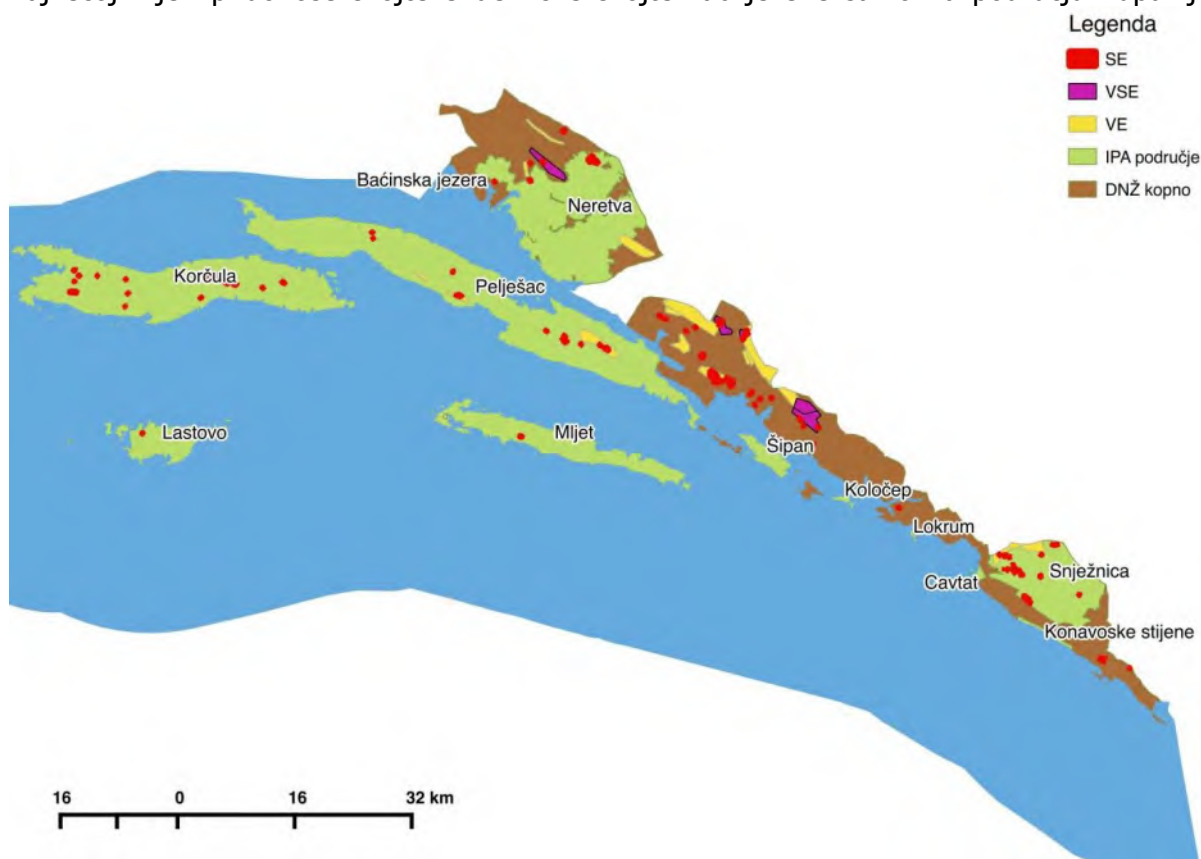 Legenda
SE
VSE
VE
IPA područje
DNŽ kopno
Baćinska jezera
Neretva
Korčula
Pelješac
Lastovo
Mljet
Šipan
Koločep
Lokrum
Cavtat
Snježnica
Konavoske stijene
16 0 16 32 km